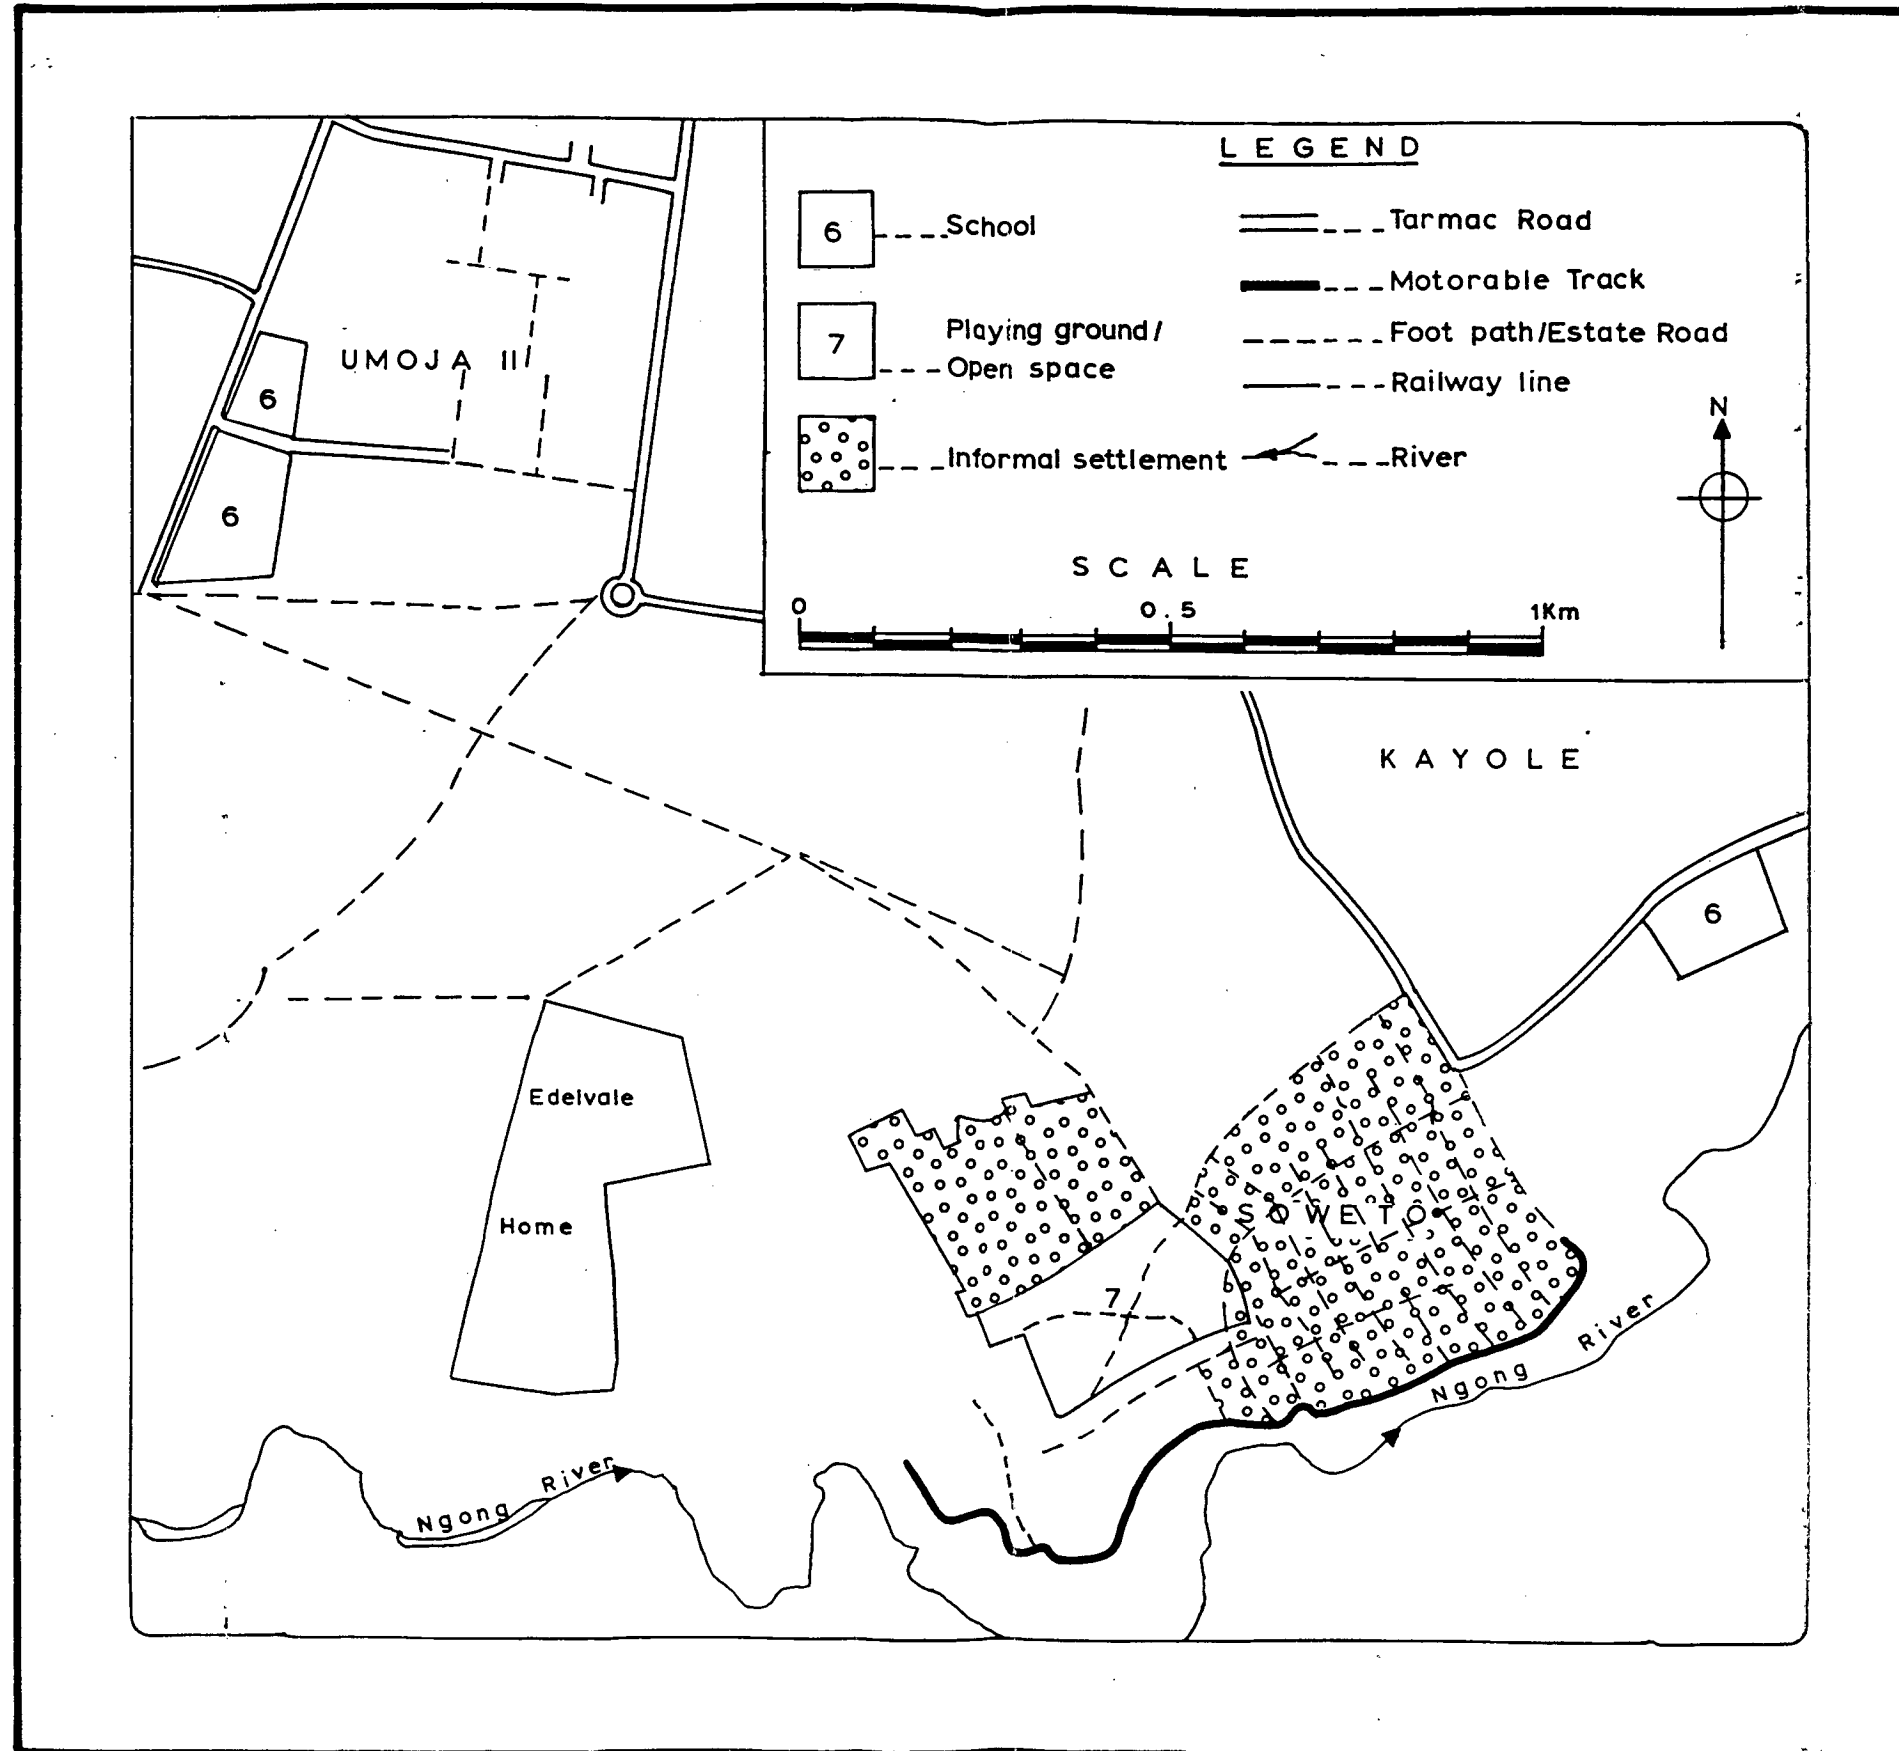 LEGEND
6 School
Tarmac Road
Motorable Track
7 Playing ground/
Open space
Foot path/Estate Road
Railway line
Informal settlement
River
N
SCALE
0 0.5 1Km
UMOJA II
6
6
KAYOLE
6
Edelvale
Home
SOWETO
7
Ngong River
Ngong River